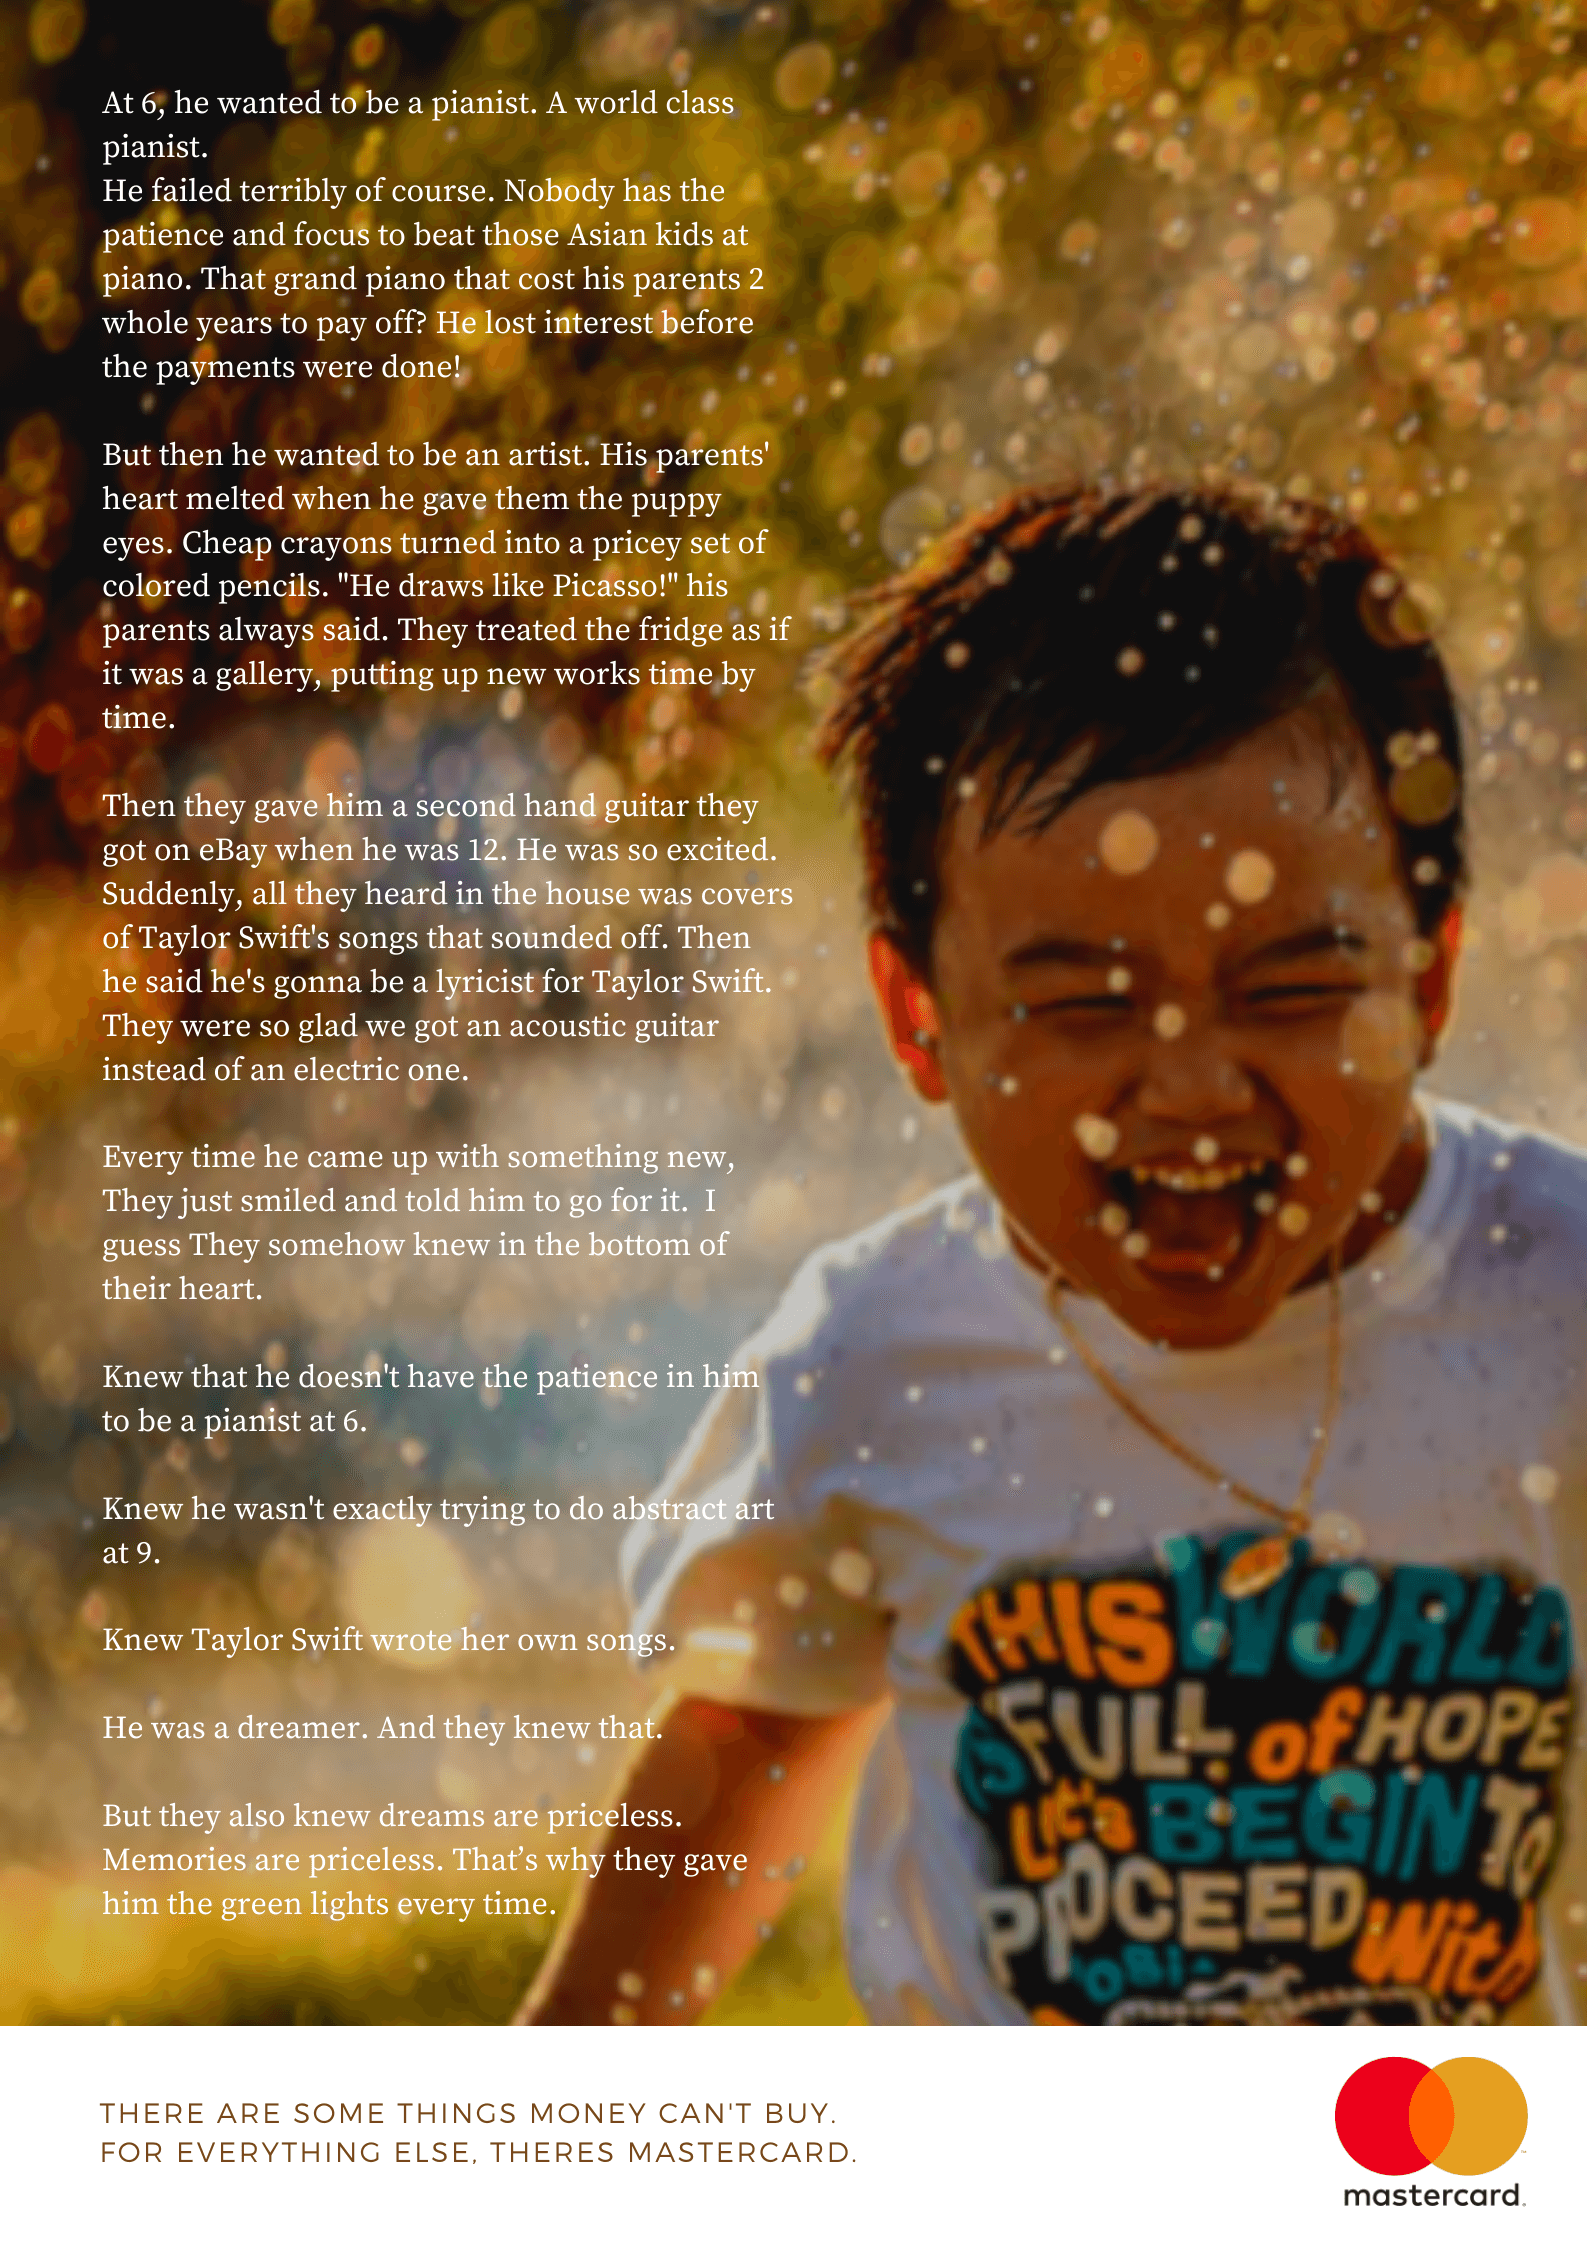 At 6, he wanted to be a pianist. A world class
pianist.
He failed terribly of course. Nobody has the
patience and focus to beat those Asian kids at
piano. That grand piano that cost his parents 2
whole years to pay off? He lost interest before
the payments were done!
But then he wanted to be an artist. His parents'
heart melted when he gave them the puppy
eyes. Cheap crayons turned into a pricey set of
colored pencils. "He draws like Picasso!" his
parents always said. They treated the fridge as if
it was a gallery, putting up new works time by
time.
Then they gave him a second hand guitar they
got on eBay when he was 12. He was so excited.
Suddenly, all they heard in the house was covers
of Taylor Swift's songs that sounded off. Then
he said he's gonna be a lyricist for Taylor Swift.
They were so glad we got an acoustic guitar
instead of an electric one.
Every time he came up with something new,
They just smiled and told him to go for it.  I
guess They somehow knew in the bottom of
their heart.
Knew that he doesn't have the patience in him
to be a pianist at 6.
Knew he wasn't exactly trying to do abstract art
at 9.
Knew Taylor Swift wrote her own songs.
He was a dreamer. And they knew that.
But they also knew dreams are priceless.
Memories are priceless. That’s why they gave
him the green lights every time.
THIS WORLD
FULL of HOPE
Let's BEGIN TO
PROCEED With
THERE ARE SOME THINGS MONEY CAN'T BUY.
FOR EVERYTHING ELSE, THERES MASTERCARD.
mastercard.